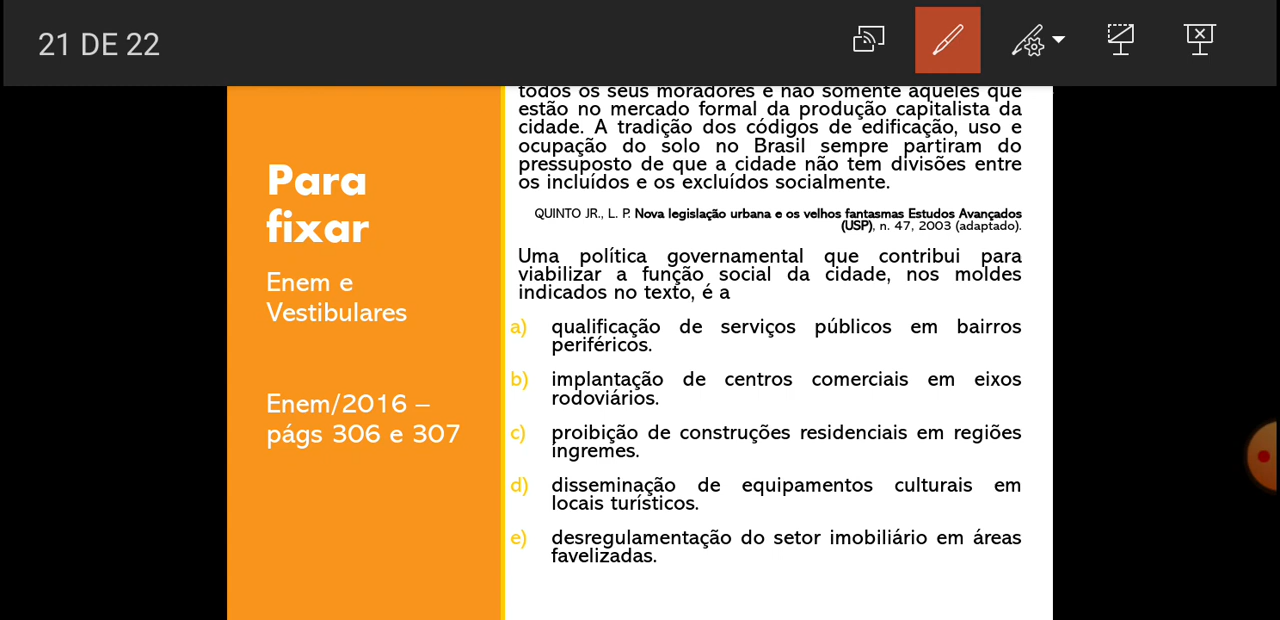 21 DE 22
todos os seus moradores e não somente aqueles que
estão no mercado formal da produção capitalista da
cidade. A tradição dos códigos de edificação, uso e
ocupação do solo no Brasil sempre partiram do
pressuposto de que a cidade não tem divisões entre
os incluídos e os excluídos socialmente.
QUINTO JR., L. P. Nova legislação urbana e os velhos fantasmas Estudos Avançados
(USP), n. 47, 2003 (adaptado).
Uma política governamental que contribui para
viabilizar a função social da cidade, nos moldes
indicados no texto, é a
a) qualificação de serviços públicos em bairros
periféricos.
b) implantação de centros comerciais em eixos
rodoviários.
c) proibição de construções residenciais em regiões
íngremes.
d) disseminação de equipamentos culturais em
locais turísticos.
e) desregulamentação do setor imobiliário em áreas
favelizadas.
Para
fixar
Enem e
Vestibulares
Enem/2016 –
págs 306 e 307